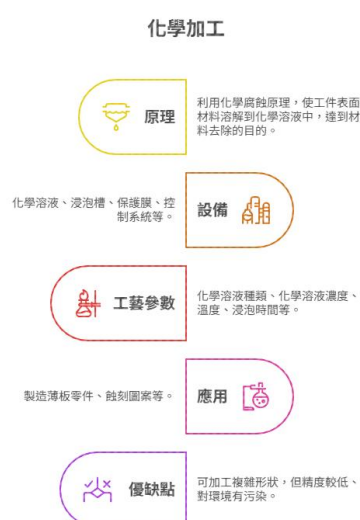 化學加工
原理
利用化學腐蝕原理，使工件表面
材料溶解到化學溶液中，達到材
料去除的目的。
化學溶液、浸泡槽、保護膜、控
制系統等。
設備
工藝參數
化學溶液種類、化學溶液濃度、
溫度、浸泡時間等。
製造薄板零件、蝕刻圖案等。
應用
優缺點
可加工複雜形狀，但精度較低、
對環境有污染。